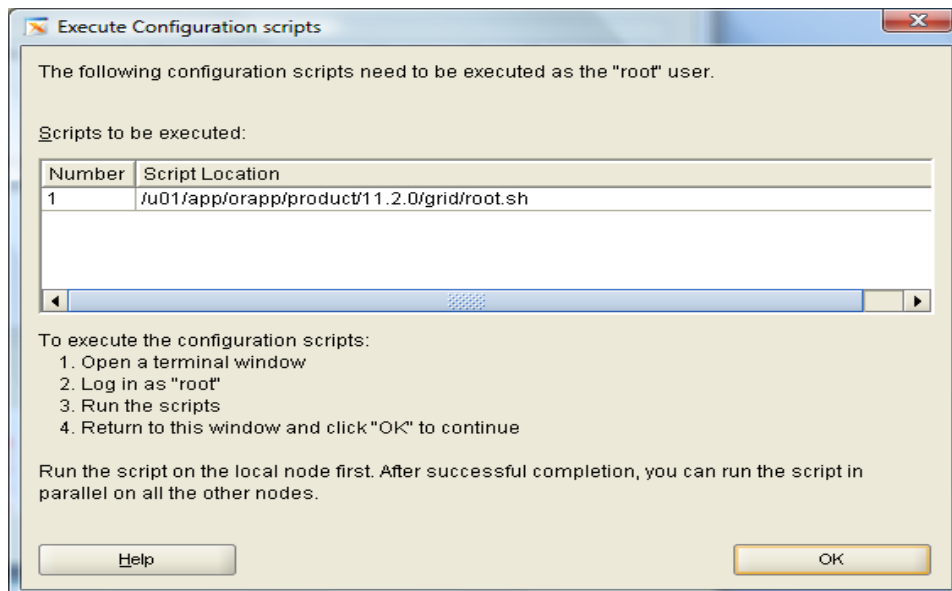 Execute Configuration scripts
The following configuration scripts need to be executed as the "root" user.
Scripts to be executed:
Number Script Location
1 /u01/app/orapp/product/11.2.0/grid/root.sh
To execute the configuration scripts:
1. Open a terminal window
2. Log in as "root"
3. Run the scripts
4. Return to this window and click "OK" to continue
Run the script on the local node first. After successful completion, you can run the script in
parallel on all the other nodes.
Help OK